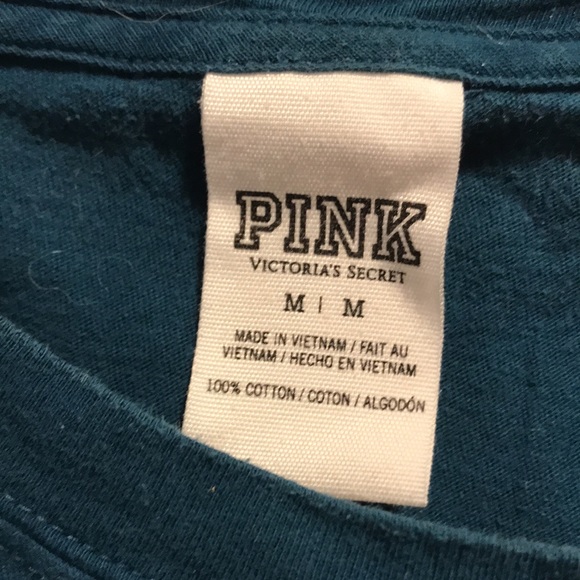 PINK
VICTORIA'S SECRET
M | M
MADE IN VIETNAM / FAIT AU
VIETNAM / HECHO EN VIETNAM
100% COTTON / COTON / ALGODÓN